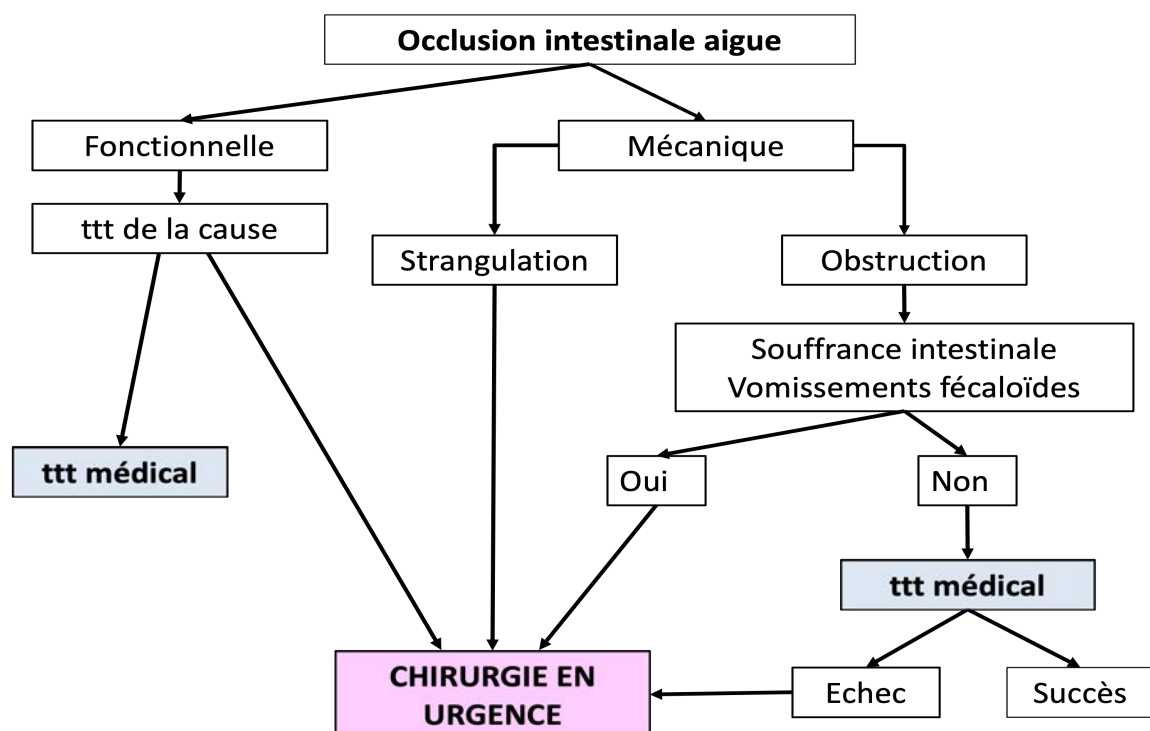 Occlusion intestinale aigue
Fonctionnelle
Mécanique
ttt de la cause
Strangulation
Obstruction
Souffrance intestinale
Vomissements fécaloïdes
ttt médical
Oui
Non
ttt médical
CHIRURGIE EN
URGENCE
Echec
Succès